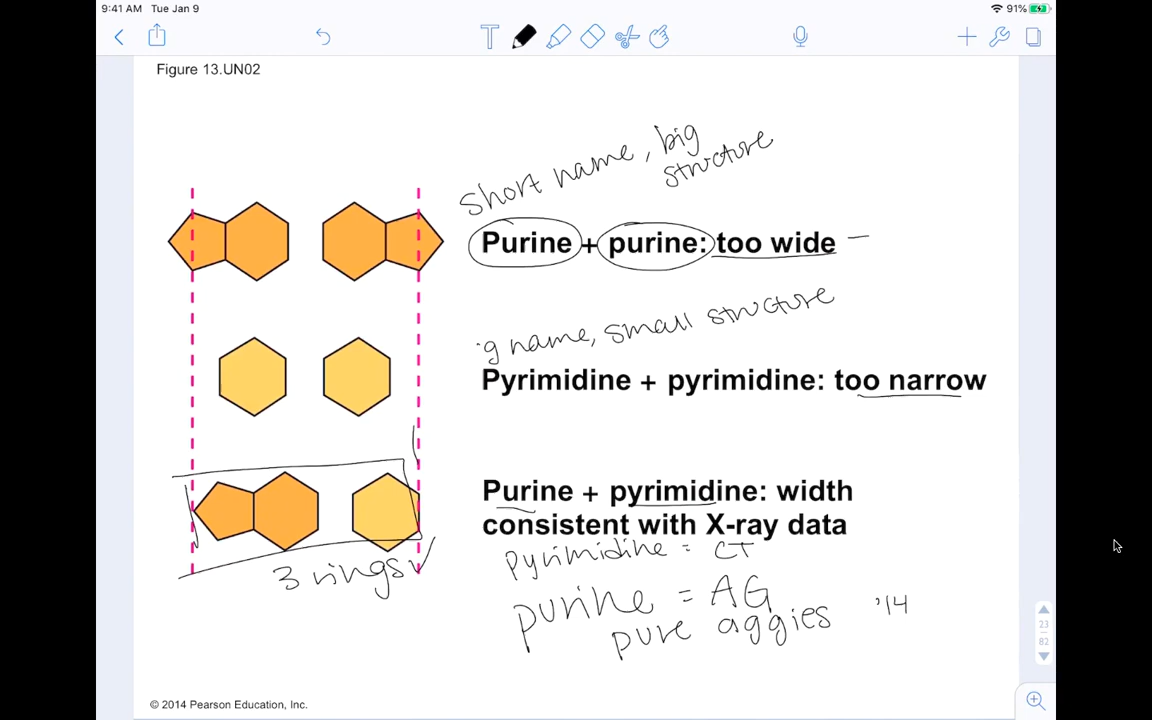 9:41 AM Tue Jan 9
91%
T
Figure 13.UN02
short name, big
structure
Purine + purine: too wide
g name, small structure
Pyrimidine + pyrimidine: too narrow
Purine + pyrimidine: width
consistent with X-ray data
3 rings
pyrimidine = CT
purine = AG
pure aggies '14
23
82
© 2014 Pearson Education, Inc.